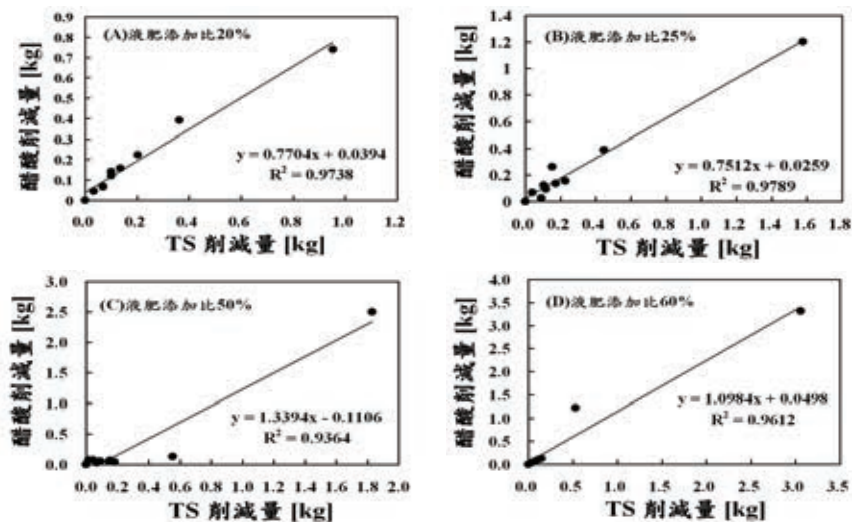 (A)液肥添加比20%
醋酸削減量 [kg]
0.9
0.8
0.7
0.6
0.5
0.4
0.3
0.2
0.1
0
y = 0.7704x + 0.0394
R² = 0.9738
0.0 0.2 0.4 0.6 0.8 1.0 1.2
TS 削減量 [kg]
(B)液肥添加比25%
醋酸削減量 [kg]
1.4
1.2
1.0
0.8
0.6
0.4
0.2
0.0
y = 0.7512x + 0.0259
R² = 0.9789
0.0 0.2 0.4 0.6 0.8 1.0 1.2 1.4 1.6 1.8
TS 削減量 [kg]
(C)液肥添加比50%
醋酸削減量 [kg]
3.0
2.5
2.0
1.5
1.0
0.5
0.0
y = 1.3394x - 0.1106
R² = 0.9364
0.0 0.2 0.4 0.6 0.8 1.0 1.2 1.4 1.6 1.8 2.0
TS 削減量 [kg]
(D)液肥添加比60%
醋酸削減量 [kg]
4.0
3.5
3.0
2.5
2.0
1.5
1.0
0.5
0.0
y = 1.0984x + 0.0498
R² = 0.9612
0.0 0.5 1.0 1.5 2.0 2.5 3.0 3.5
TS 削減量 [kg]